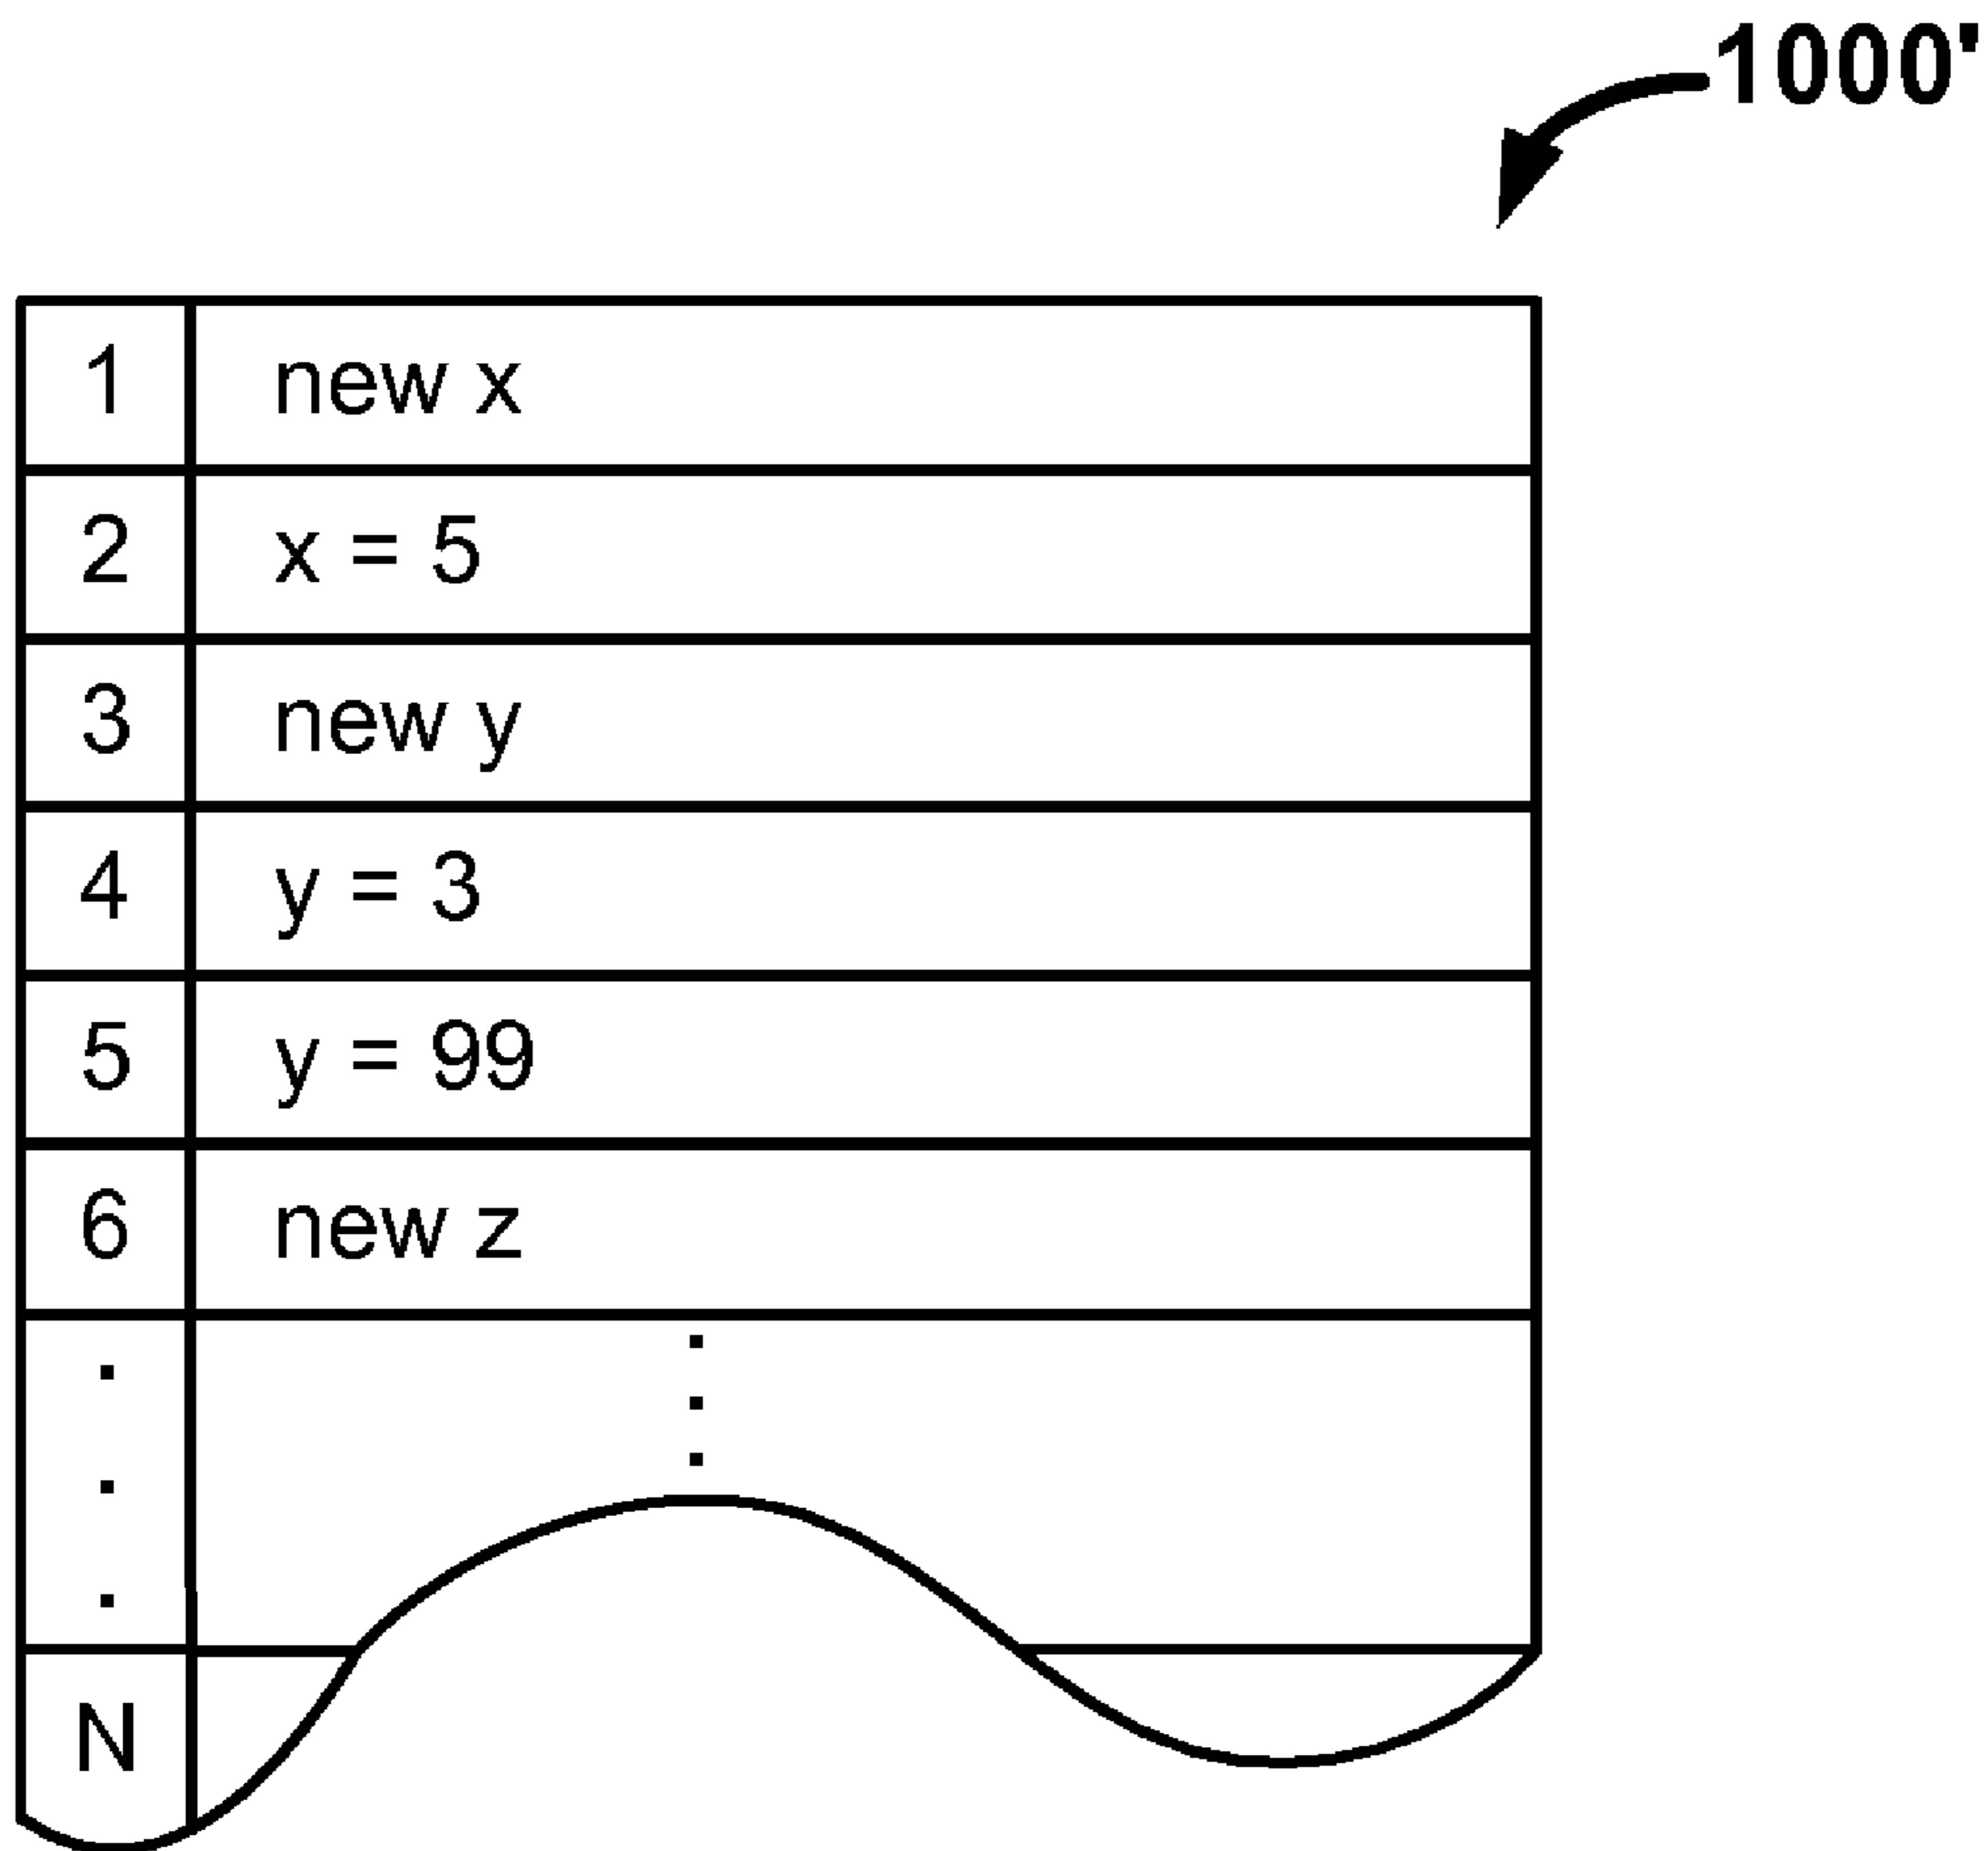 1000'
1 new x
2 x = 5
3 new y
4 y = 3
5 y = 99
6 new z
. .
. .
. .
N